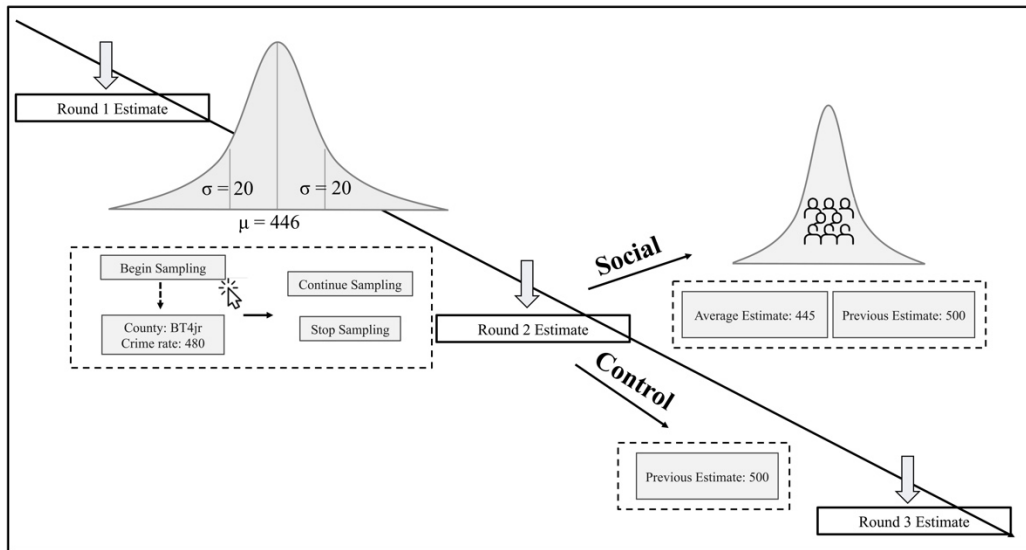 Round 1 Estimate
σ = 20
σ = 20
μ = 446
Begin Sampling
County: BT4jr
Crime rate: 480
Continue Sampling
Stop Sampling
Round 2 Estimate
Social
Average Estimate: 445
Previous Estimate: 500
Control
Previous Estimate: 500
Round 3 Estimate